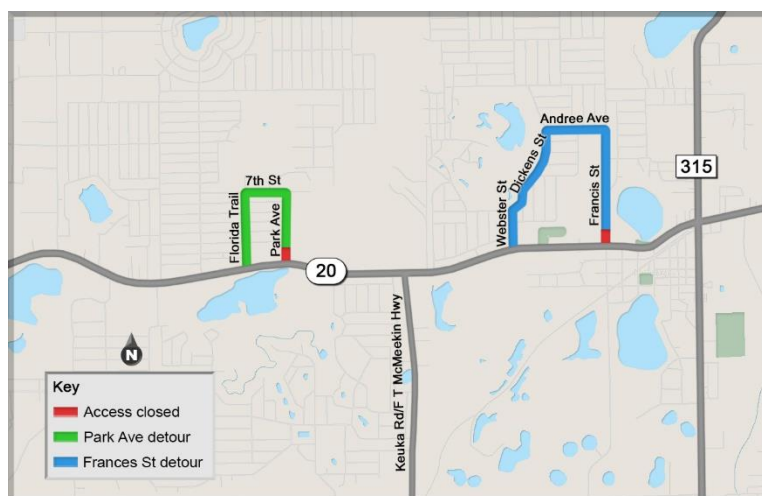 Andree Ave
Dickens St
Webster St
Francis St
315
7th St
Florida Trail
Park Ave
20
Keuka Rd/F T McMeekin Hwy
N
Key
Access closed
Park Ave detour
Frances St detour